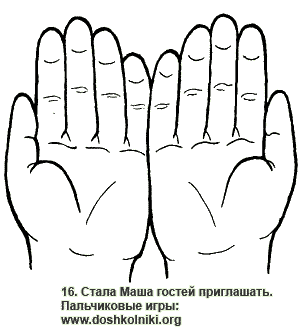 16. Стала Маша гостей приглашать.
Пальчиковые игры:
www.doshkolniki.org